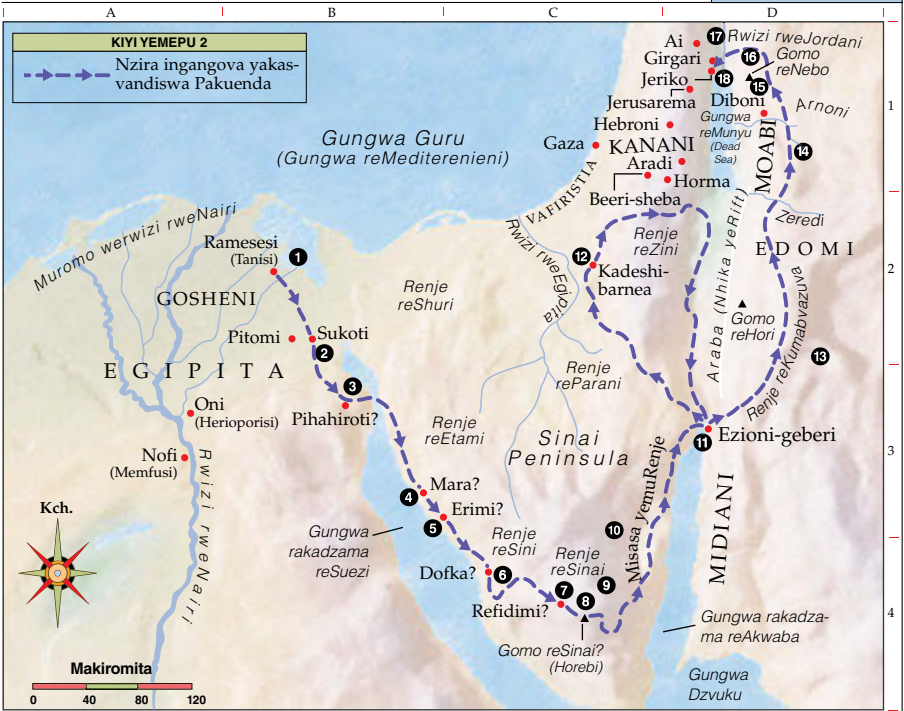 A
B
C
D
KIYI YEMEPU 2
Nzira ingangova yakas-
vandiswa Pakuenda
1
2
3
4
Gungwa Guru
(Gungwa reMediterenieni)
Ai
Girgari
Jeriko
Jerusarema
Hebroni
KANANI
Gaza
Aradi
Horma
Beeri-sheba
VAFIRISTIA
17
Rwizi rweJordani
16
Gomo
reNebo
18
15
Diboni
Gungwa
reMunyu
(Dead
Sea)
MOABI
Arnoni
14
Zeredi
EDOMI
Muromo werwizi rweNairi
Ramesesi
(Tanisi)
1
GOSHENI
Pitomi
Sukoti
2
EGIPITA
3
Pihahiroti?
Oni
(Herioporisi)
Nofi
(Memfusi)
Rwizi rweNairi
Renje
reShuri
Rwizi rweEgipita
12
Kadeshi-
barnea
Renje
reZini
Araba (Nhika yeRift)
Gomo
reHori
Renje reKumabvazuva
13
Renje
reParani
Renje
reEtami
Sinai
Peninsula
11
Ezioni-geberi
Mara?
4
Erimi?
5
Gungwa
rakadzama
reSuezi
Renje
reSini
Dofka?
6
10
Renje
reSinai
7
8
9
Refidimi?
Gomo reSinai?
(Horebi)
Misasa yemuRenje
MIDIANI
Gungwa rakadza-
ma reAkwaba
Gungwa
Dzvuku
Kch.
Makiromita
0 40 80 120